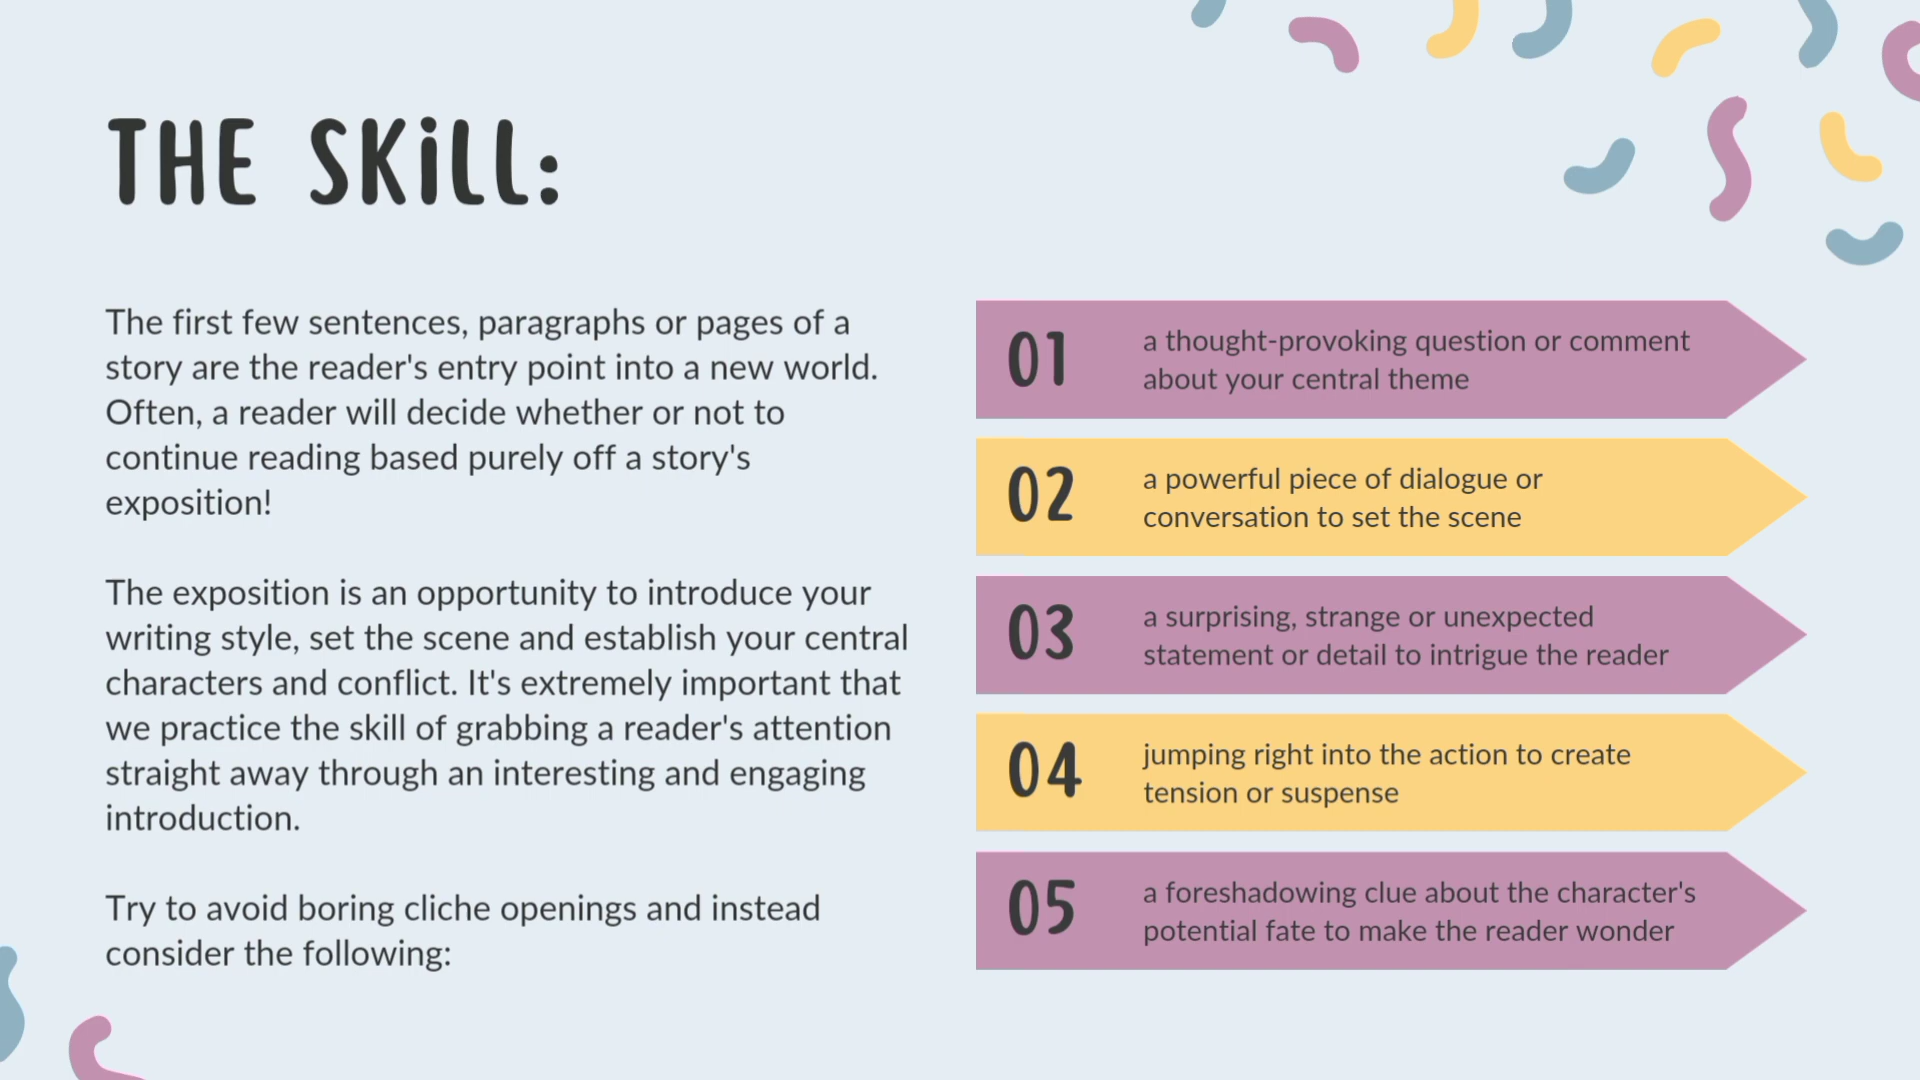 THE SKiLL:
The first few sentences, paragraphs or pages of a
story are the reader's entry point into a new world.
Often, a reader will decide whether or not to
continue reading based purely off a story's
exposition!
The exposition is an opportunity to introduce your
writing style, set the scene and establish your central
characters and conflict. It's extremely important that
we practice the skill of grabbing a reader's attention
straight away through an interesting and engaging
introduction.
Try to avoid boring cliche openings and instead
consider the following:
01
a thought-provoking question or comment
about your central theme
02
a powerful piece of dialogue or
conversation to set the scene
03
a surprising, strange or unexpected
statement or detail to intrigue the reader
04
jumping right into the action to create
tension or suspense
05
a foreshadowing clue about the character's
potential fate to make the reader wonder